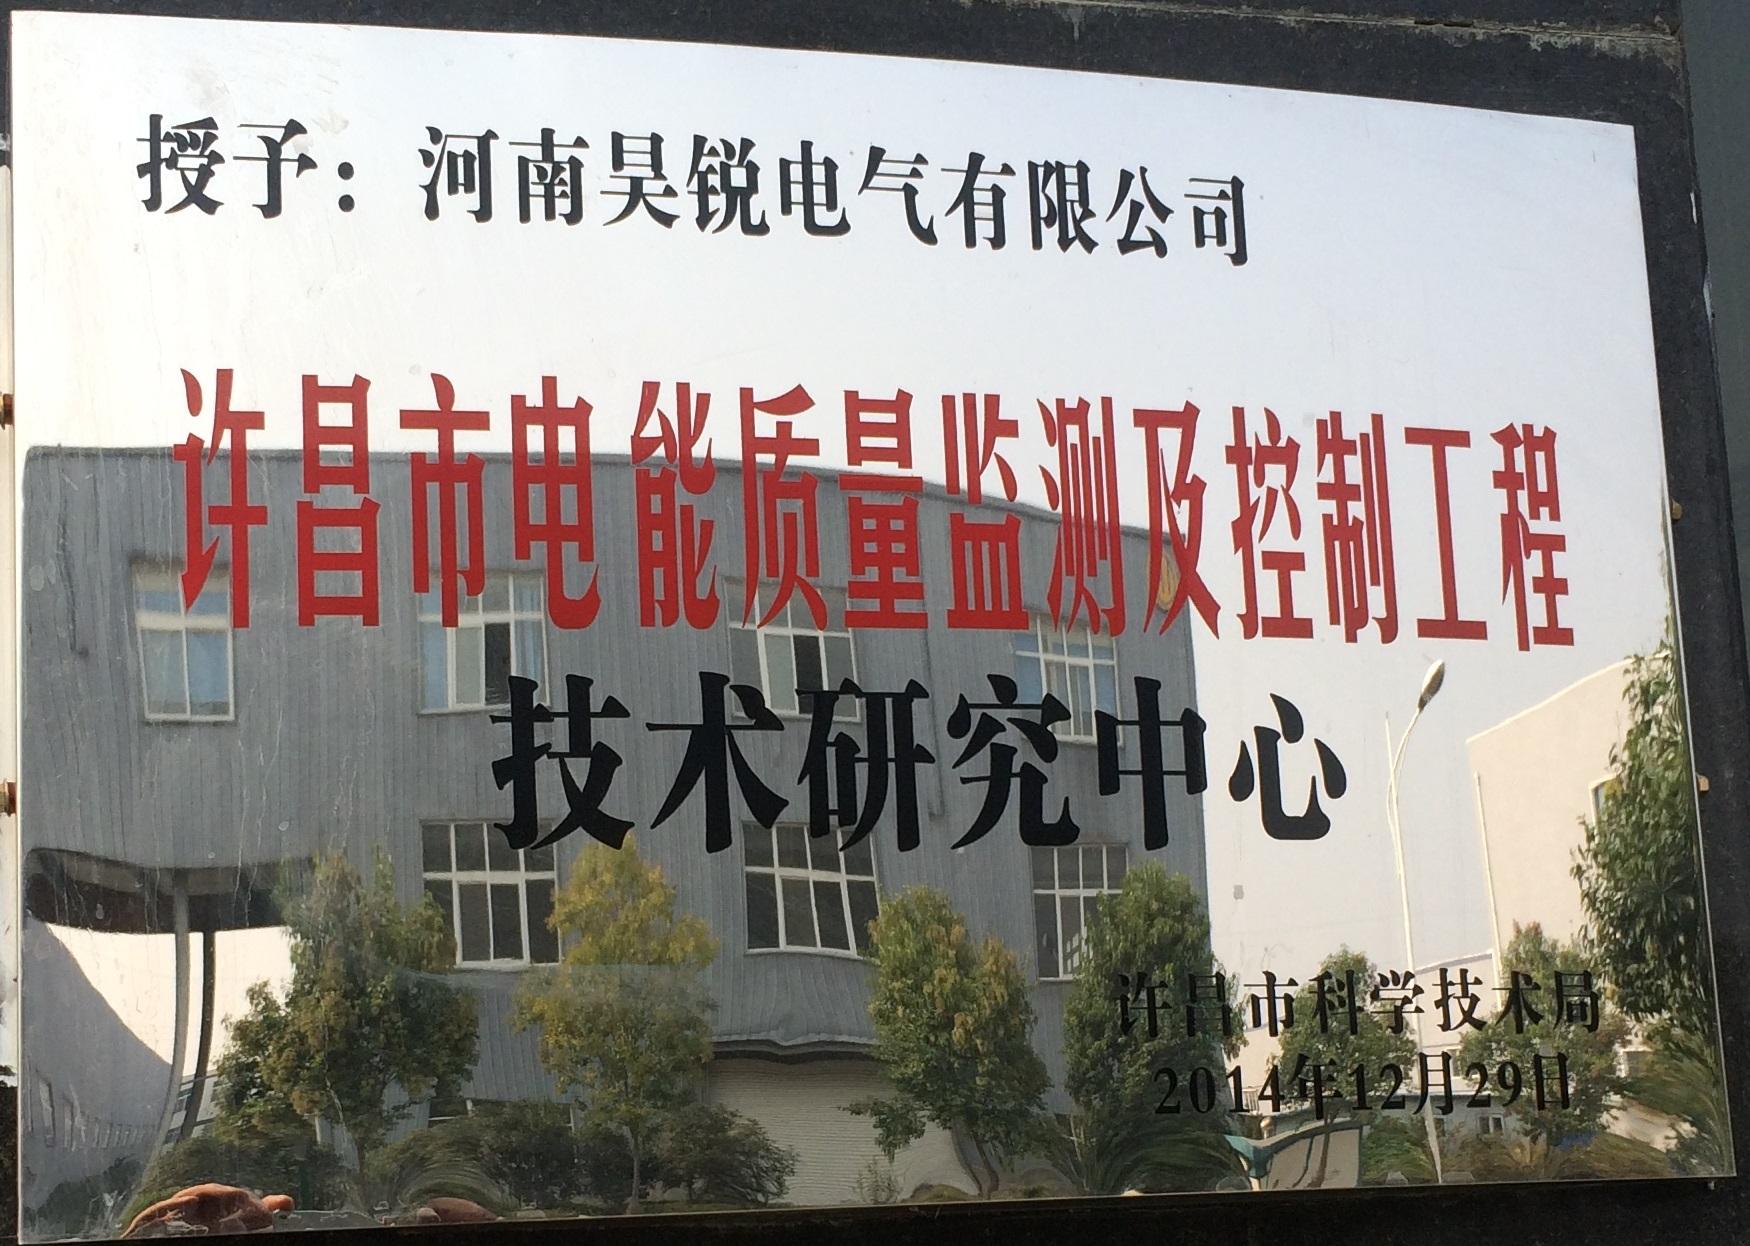 授予：河南昊锐电气有限公司
许昌市电能质量监测及控制工程
技术研究中心
许昌市科学技术局
2014年12月29日